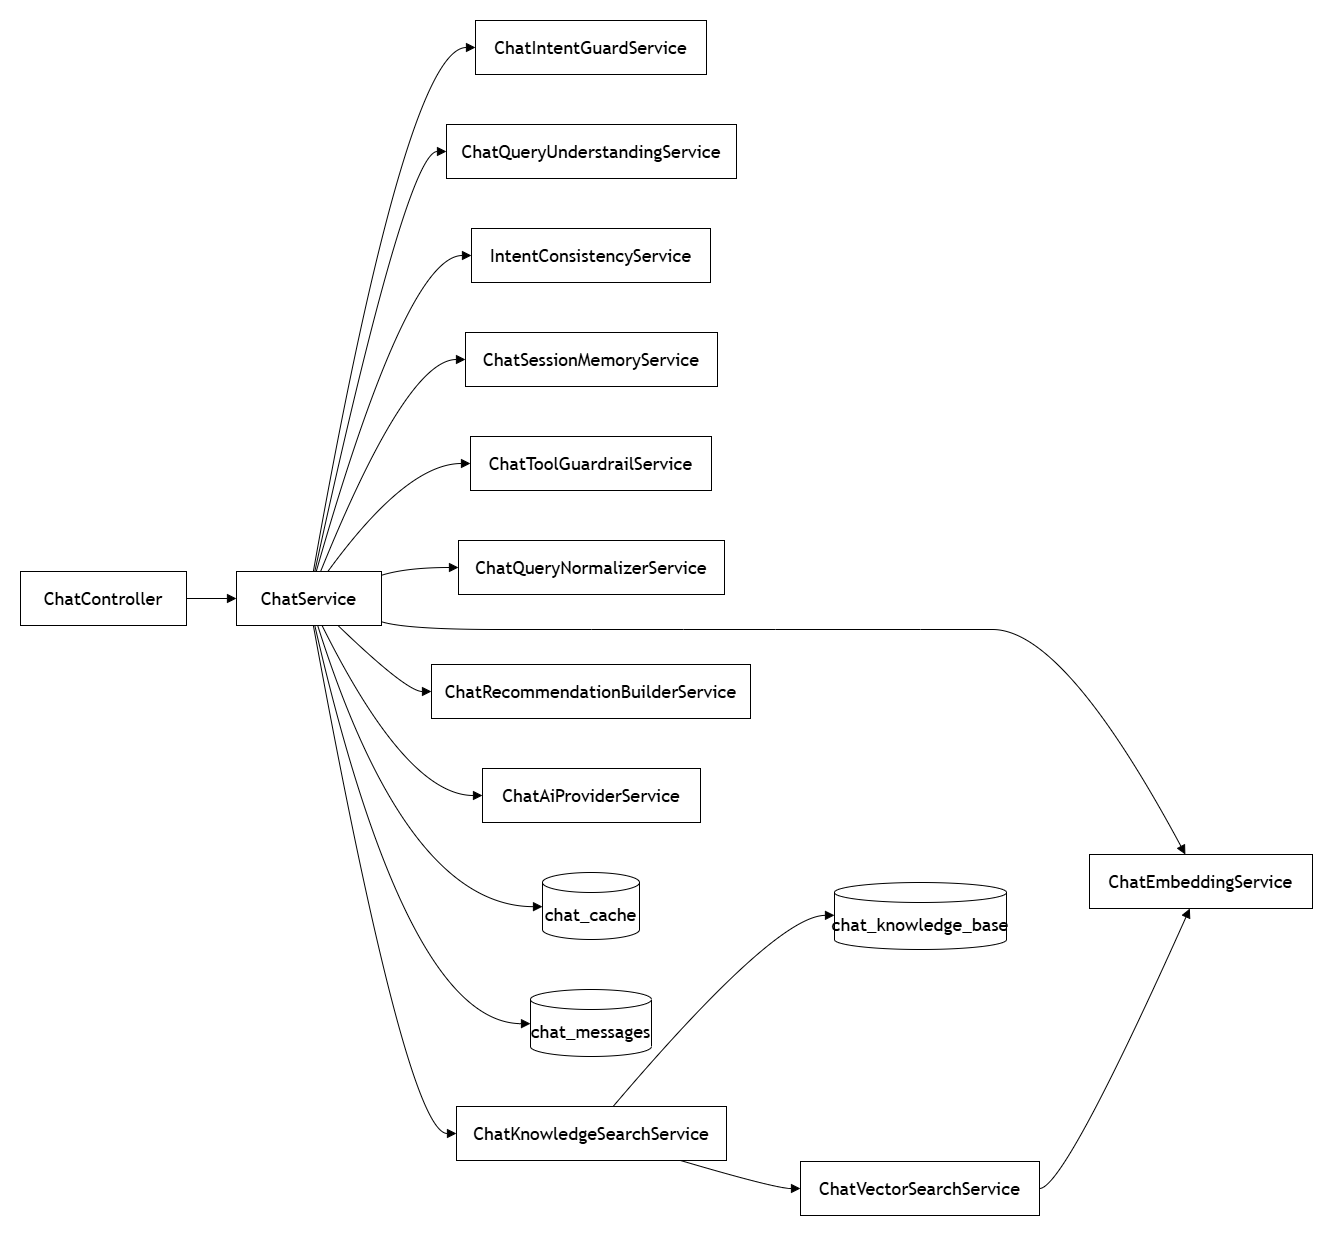 ChatIntentGuardService
ChatQueryUnderstandingService
IntentConsistencyService
ChatSessionMemoryService
ChatToolGuardrailService
ChatQueryNormalizerService
ChatController
ChatService
ChatRecommendationBuilderService
ChatAiProviderService
ChatEmbeddingService
chat_cache
chat_knowledge_base
chat_messages
ChatKnowledgeSearchService
ChatVectorSearchService